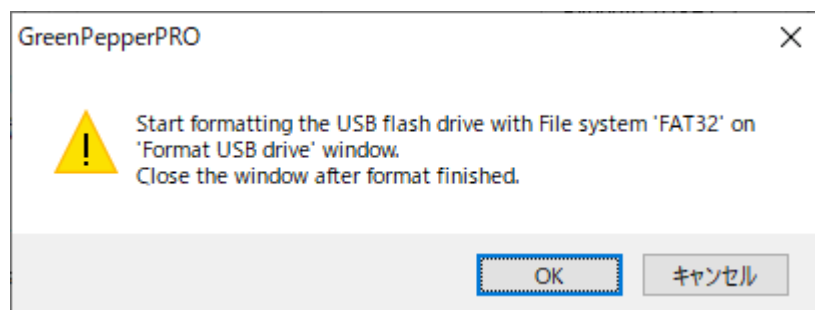 GreenPepperPRO
Start formatting the USB flash drive with File system 'FAT32' on
'Format USB drive' window.
Close the window after format finished.
OK
キャンセル